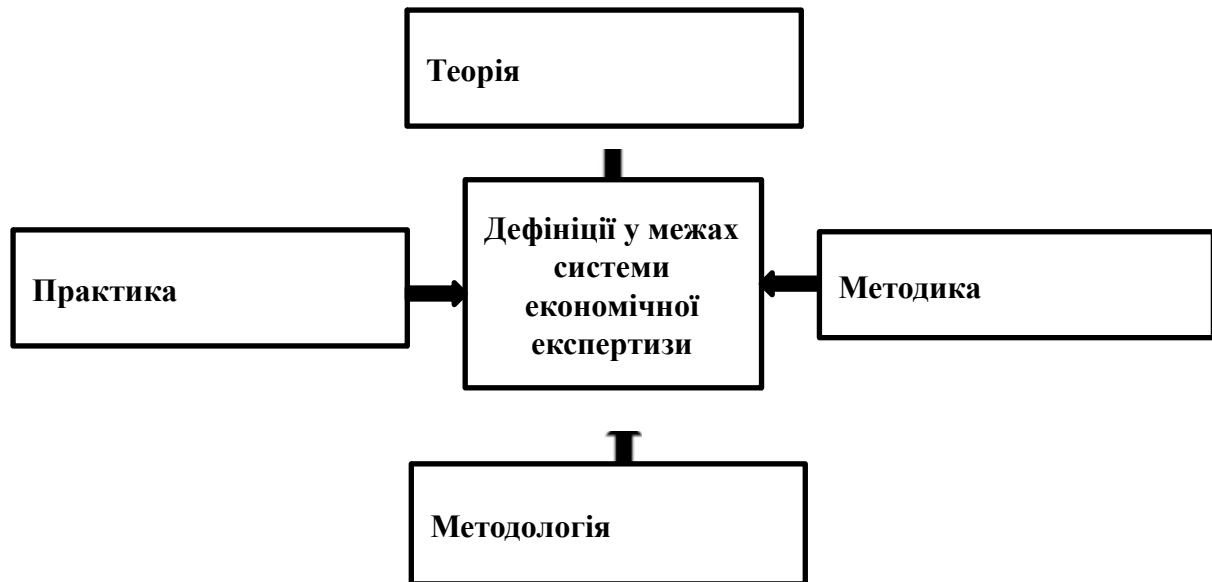 Теорія
Практика
Дефініції у межах
системи
економічної
експертизи
Методика
Методологія